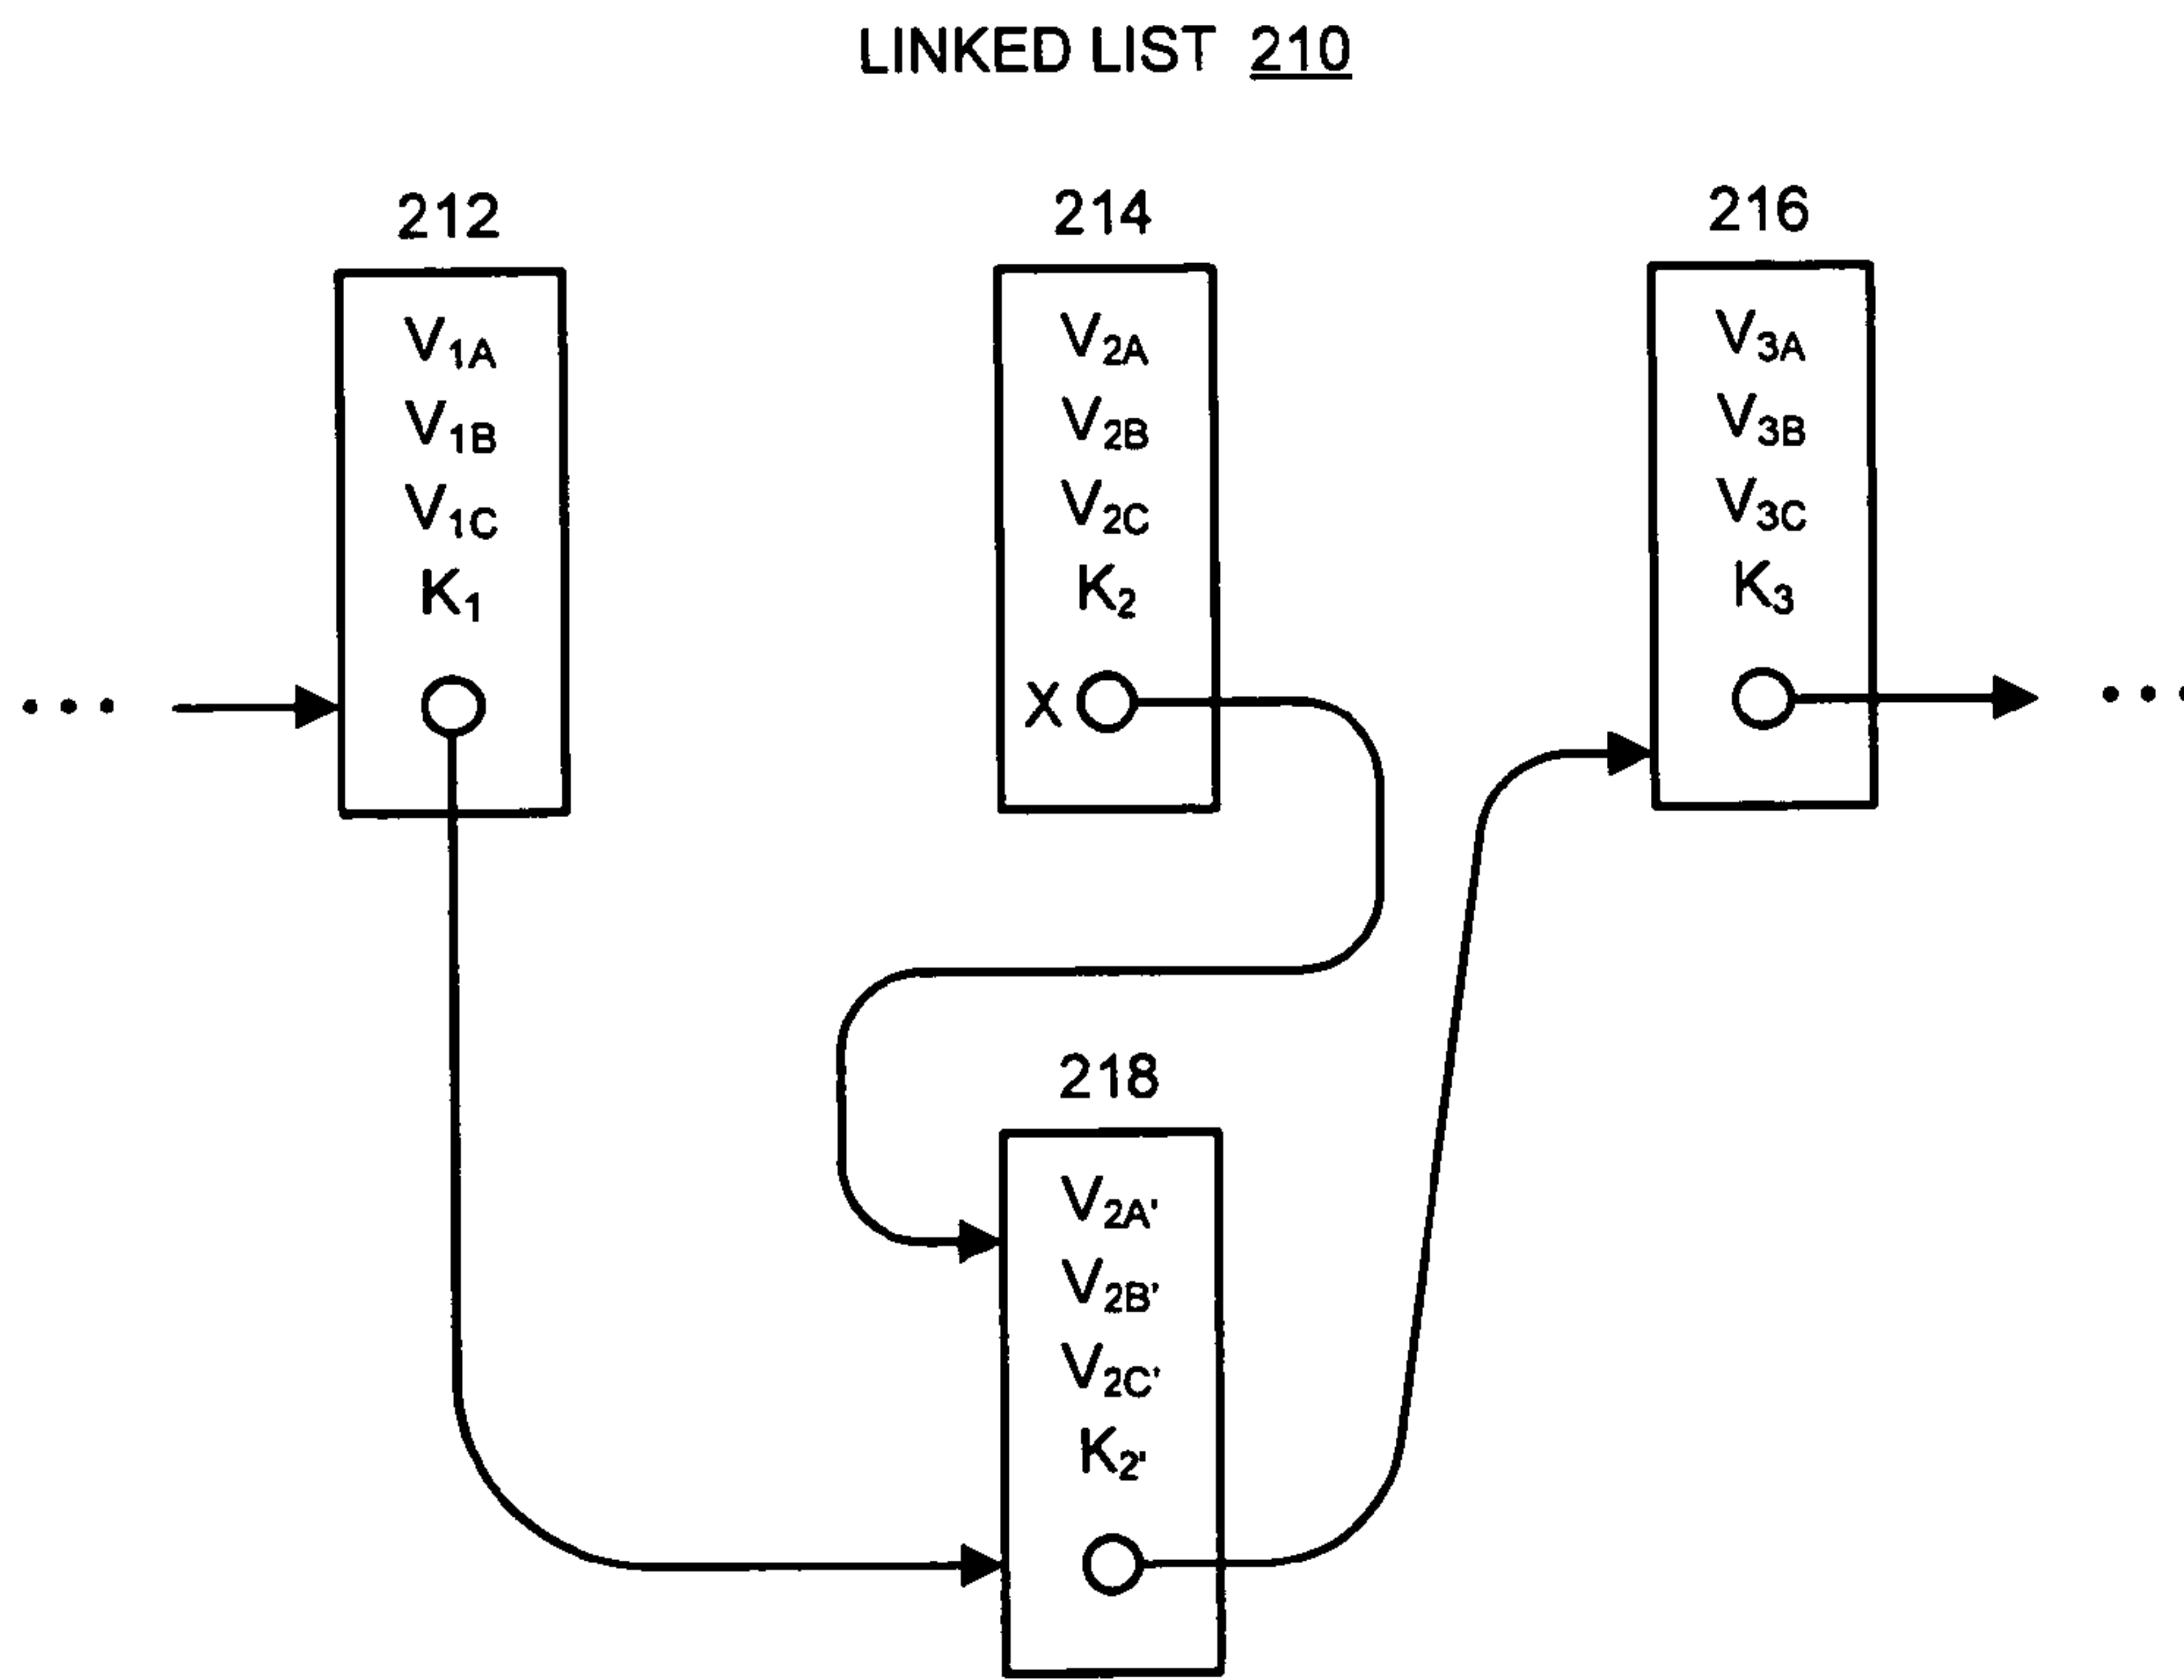 LINKED LIST 210
212
V1A
V1B
V1C
K1
214
V2A
V2B
V2C
K2
X
216
V3A
V3B
V3C
K3
218
V2A'
V2B'
V2C'
K2'